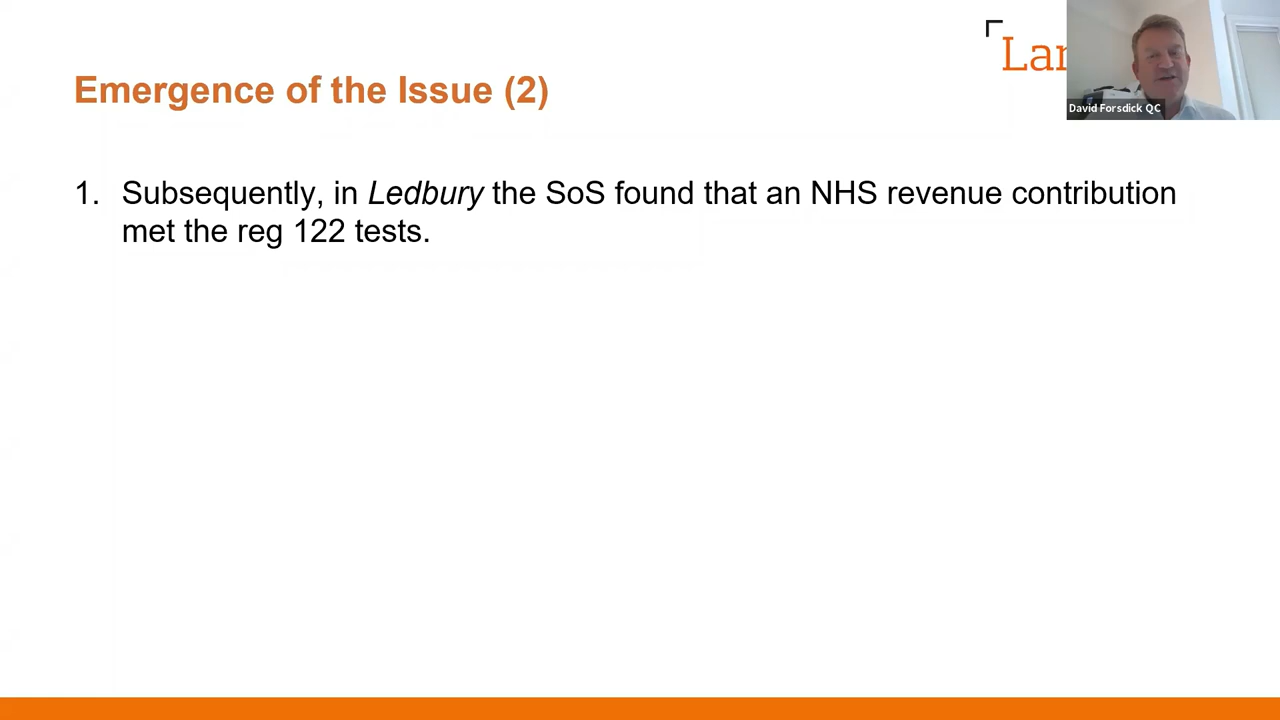 Lan
David Forsdick QC
Emergence of the Issue (2)
1. Subsequently, in Ledbury the SoS found that an NHS revenue contribution
met the reg 122 tests.